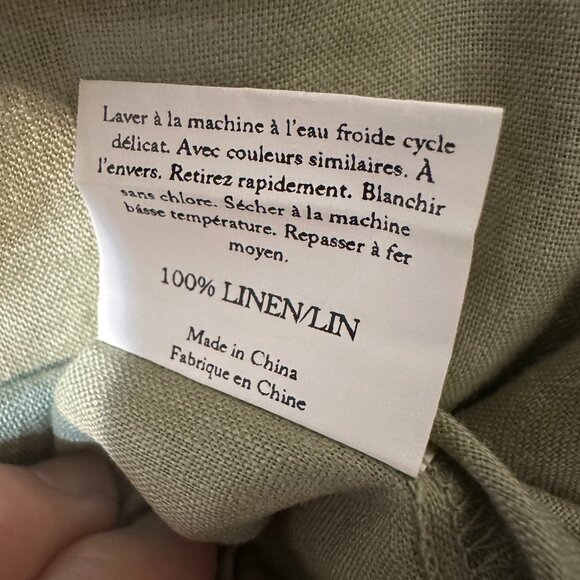 Laver à la machine à l'eau froide cycle
délicat. Avec couleurs similaires. À
l'envers. Retirez rapidement. Blanchir
sans chlore. Sécher à la machine
básse température. Repasser à fer
moyen.
100% LINEN/LIN
Made in China
Fabrique en Chine